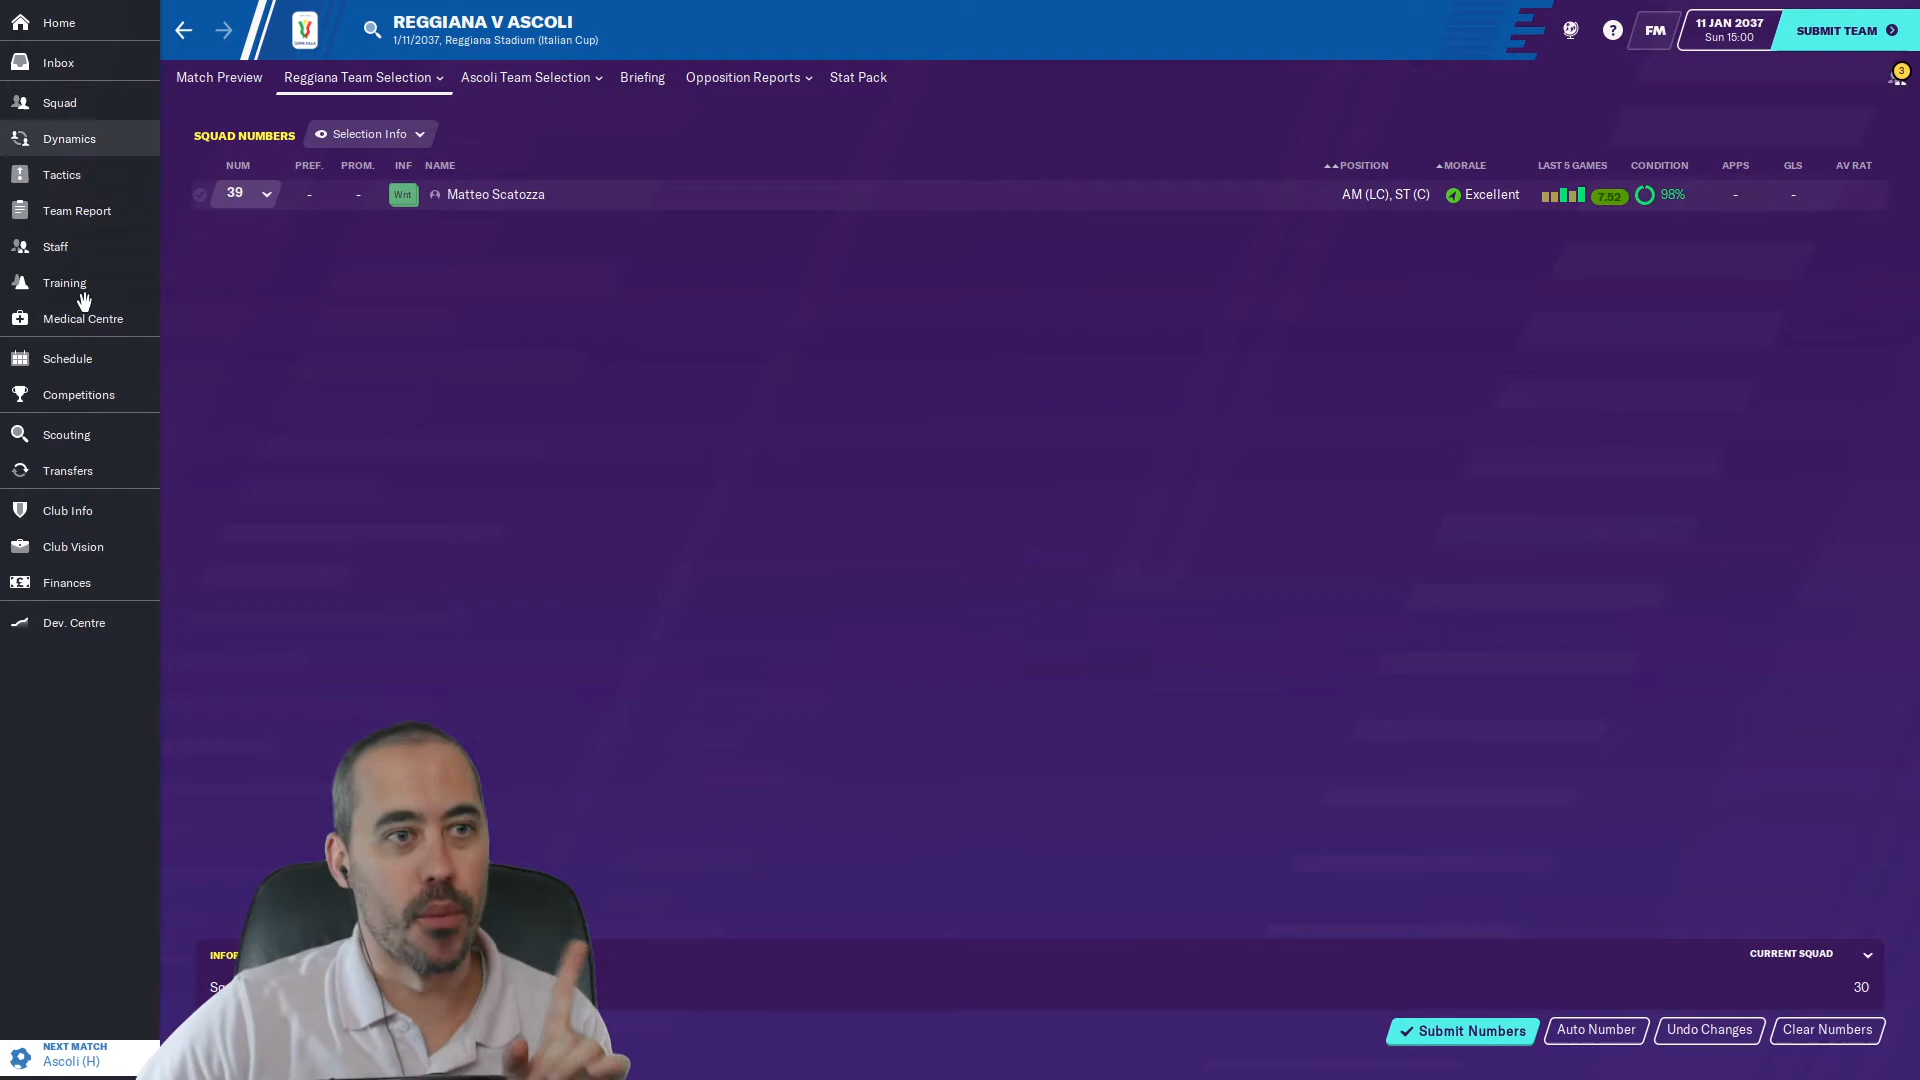 Home
Inbox
Squad
Dynamics
Tactics
Team Report
Staff
Training
Medical Centre
Schedule
Competitions
Scouting
Transfers
Club Info
Club Vision
Finances
Dev. Centre
NEXT MATCH
Ascoli (H)
REGGIANA V ASCOLI
1/11/2037, Reggiana Stadium (Italian Cup)
FM
11 JAN 2037
Sun 15:00
SUBMIT TEAM
Match Preview Reggiana Team Selection Ascoli Team Selection Briefing Opposition Reports Stat Pack
3
SQUAD NUMBERS Selection Info
NUM PREF. PROM. INF NAME POSITION MORALE LAST 5 GAMES CONDITION APPS GLS AV RAT
39 - - Wnt Matteo Scatozza AM (LC), ST (C) Excellent 7.52 98% - -
CURRENT SQUAD
30
Submit Numbers Auto Number Undo Changes Clear Numbers